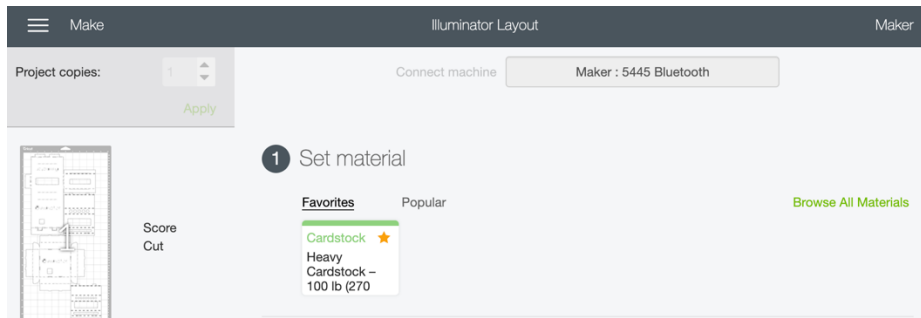 Make Illuminator Layout Maker
Project copies: 1
Connect machine Maker : 5445 Bluetooth
Apply
1 Set material
Favorites Popular Browse All Materials
Score
Cut
Cardstock
Heavy
Cardstock –
100 lb (270
1